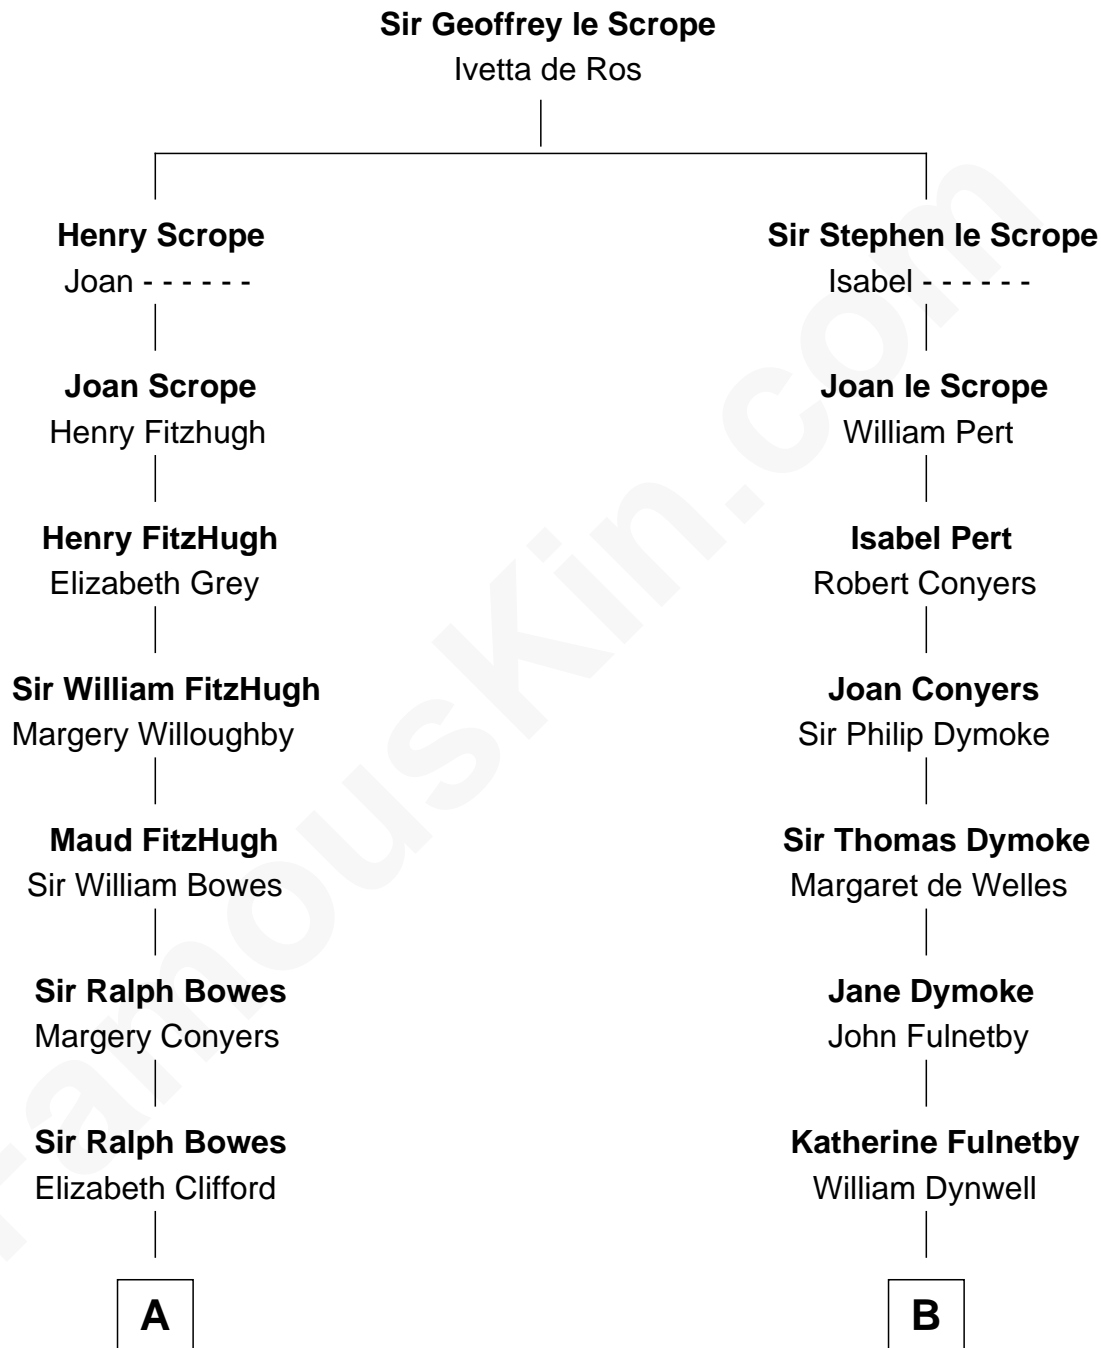 Sir Geoffrey le Scrope
Ivetta de Ros
Henry Scrope
Joan - - - - - -
Joan Scrope
Henry Fitzhugh
Henry FitzHugh
Elizabeth Grey
Sir William FitzHugh
Margery Willoughby
Maud FitzHugh
Sir William Bowes
Sir Ralph Bowes
Margery Conyers
Sir Ralph Bowes
Elizabeth Clifford
A
Sir Stephen le Scrope
Isabel - - - - - -
Joan le Scrope
William Pert
Isabel Pert
Robert Conyers
Joan Conyers
Sir Philip Dymoke
Sir Thomas Dymoke
Margaret de Welles
Jane Dymoke
John Fulnetby
Katherine Fulnetby
William Dynwell
B
FamousKin.com